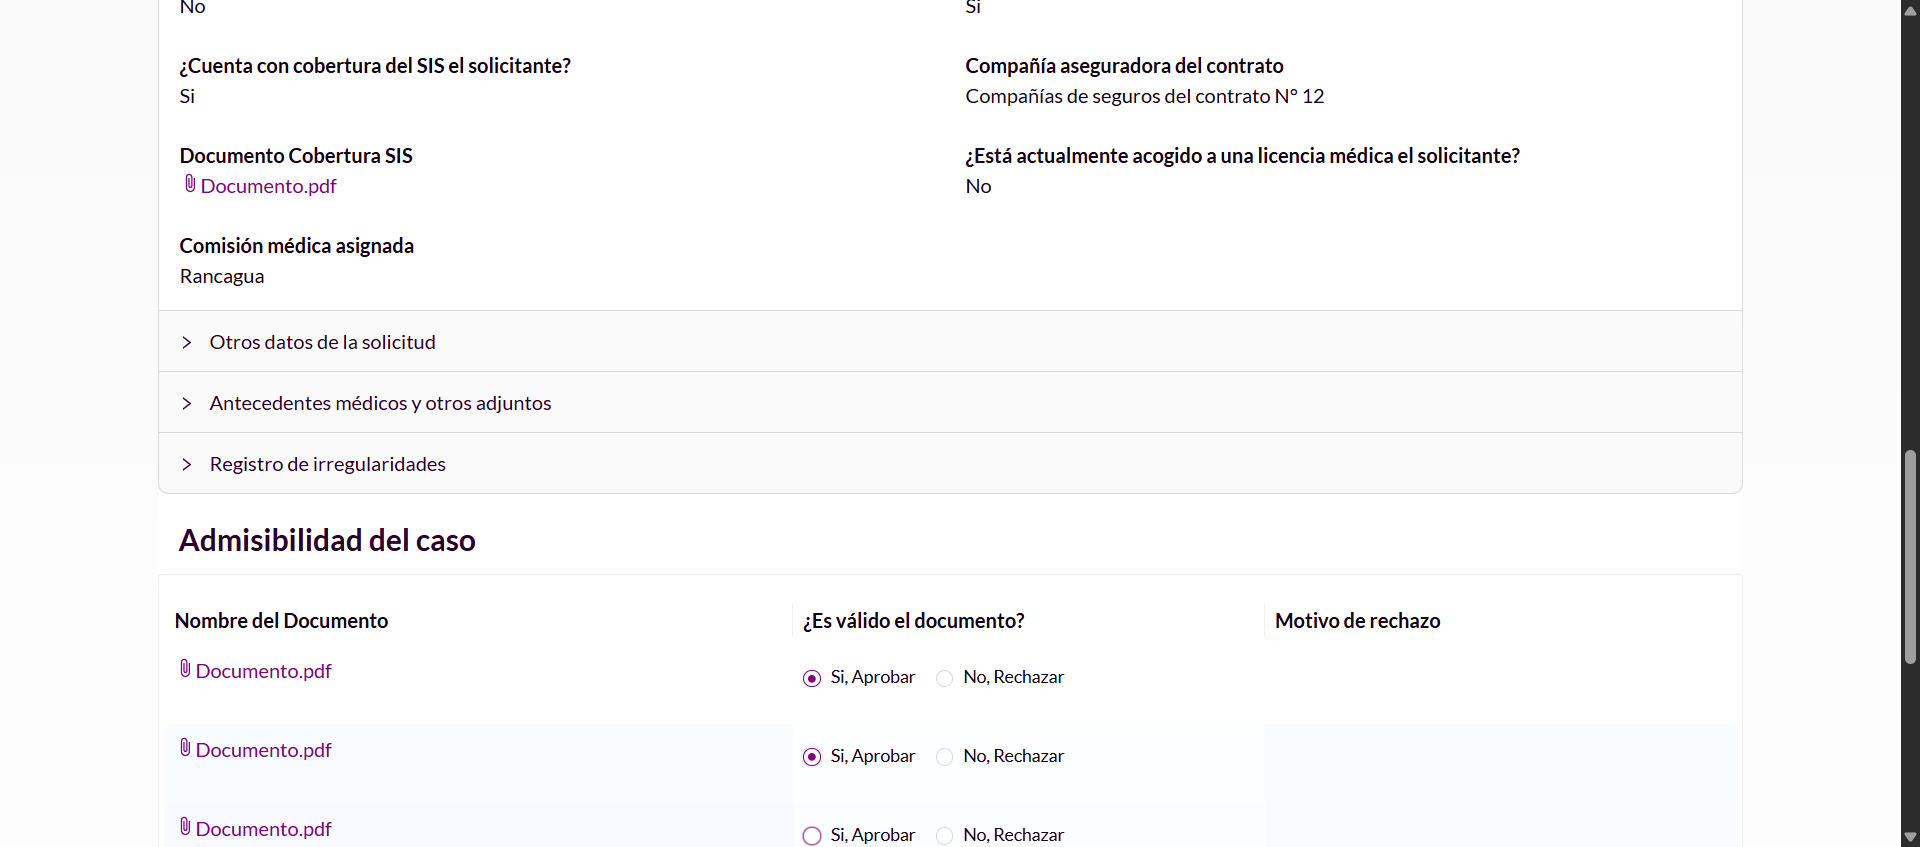 No
Si
¿Cuenta con cobertura del SIS el solicitante?
Si
Compañía aseguradora del contrato
Compañías de seguros del contrato N° 12
Documento Cobertura SIS
Documento.pdf
¿Está actualmente acogido a una licencia médica el solicitante?
No
Comisión médica asignada
Rancagua
Otros datos de la solicitud
Antecedentes médicos y otros adjuntos
Registro de irregularidades
Admisibilidad del caso
Nombre del Documento
¿Es válido el documento?
Motivo de rechazo
Documento.pdf
Si, Aprobar
No, Rechazar
Documento.pdf
Si, Aprobar
No, Rechazar
Documento.pdf
Si, Aprobar
No, Rechazar